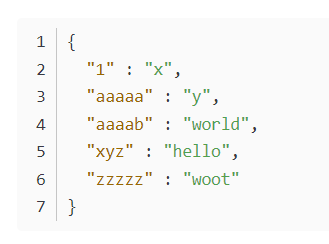 1 {
2 "1" : "x",
3 "aaaaa" : "y",
4 "aaaab" : "world",
5 "xyz" : "hello",
6 "zzzzz" : "woot"
7 }